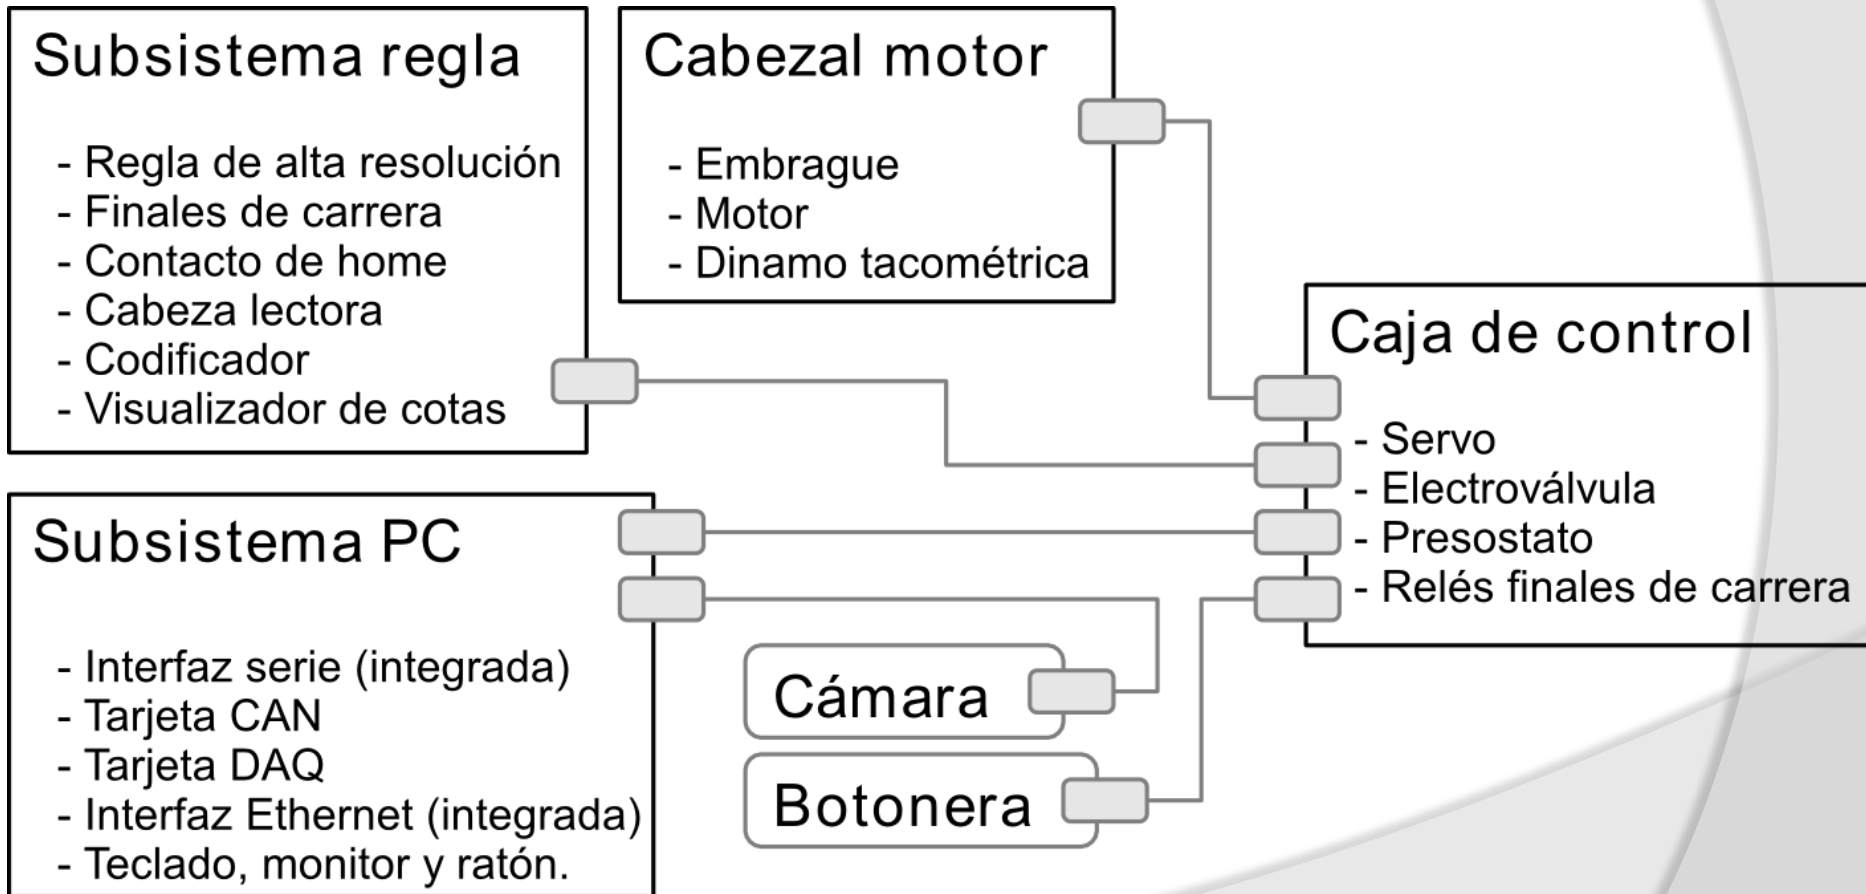 Subsistema regla
- Regla de alta resolución
- Finales de carrera
- Contacto de home
- Cabeza lectora
- Codificador
- Visualizador de cotas
Cabezal motor
- Embrague
- Motor
- Dinamo tacométrica
Caja de control
- Servo
- Electroválvula
- Presostato
- Relés finales de carrera
Subsistema PC
- Interfaz serie (integrada)
- Tarjeta CAN
- Tarjeta DAQ
- Interfaz Ethernet (integrada)
- Teclado, monitor y ratón.
Cámara
Botonera